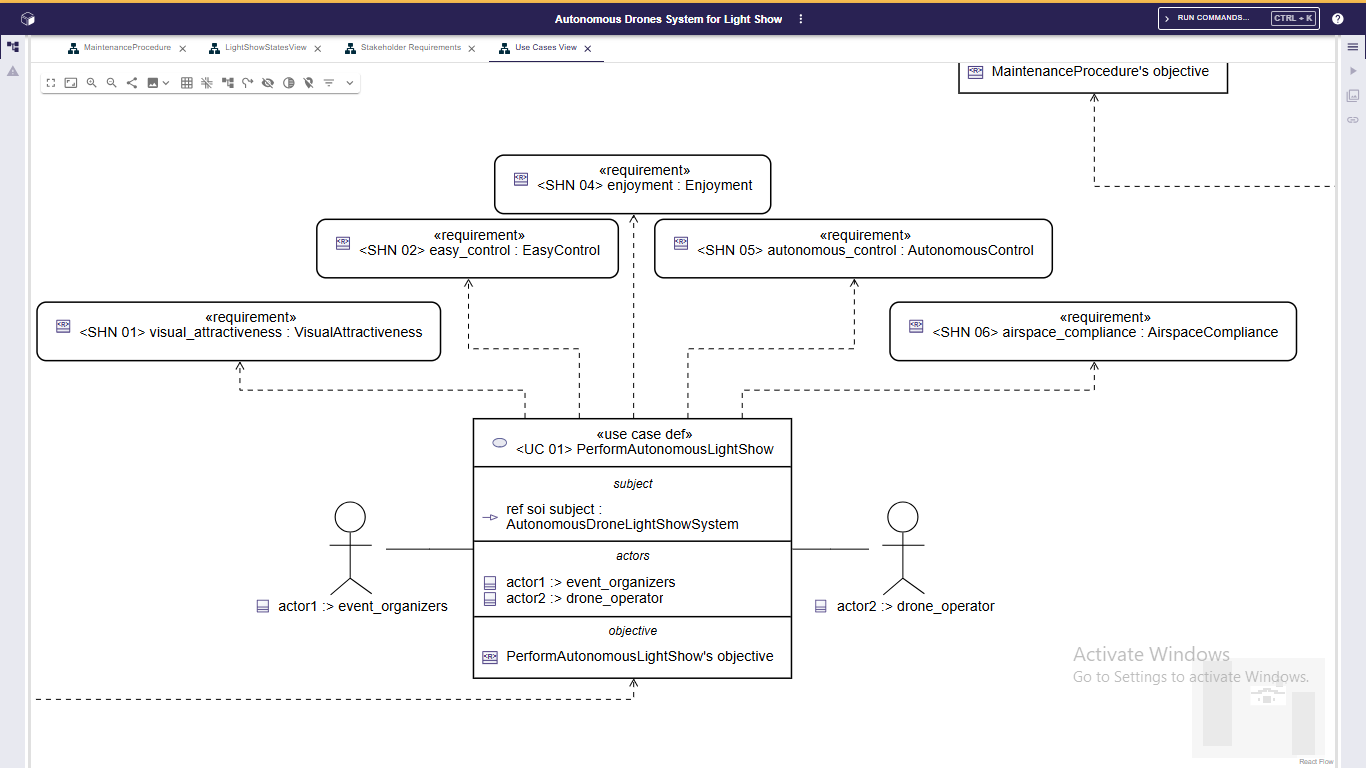 Autonomous Drones System for Light Show
RUN COMMANDS...
CTRL + K
MaintenanceProcedure
LightShowStatesView
Stakeholder Requirements
Use Cases View
<R> MaintenanceProcedure's objective
«requirement»
<R> <SHN 04> enjoyment : Enjoyment
«requirement»
<R> <SHN 02> easy_control : EasyControl
«requirement»
<R> <SHN 05> autonomous_control : AutonomousControl
«requirement»
<R> <SHN 01> visual_attractiveness : VisualAttractiveness
«requirement»
<R> <SHN 06> airspace_compliance : AirspaceCompliance
«use case def»
<UC 01> PerformAutonomousLightShow
subject
ref soi subject :
AutonomousDroneLightShowSystem
actors
actor1 :> event_organizers
actor2 :> drone_operator
objective
<R> PerformAutonomousLightShow's objective
actor1 :> event_organizers
actor2 :> drone_operator
Activate Windows
Go to Settings to activate Windows.
React Flow